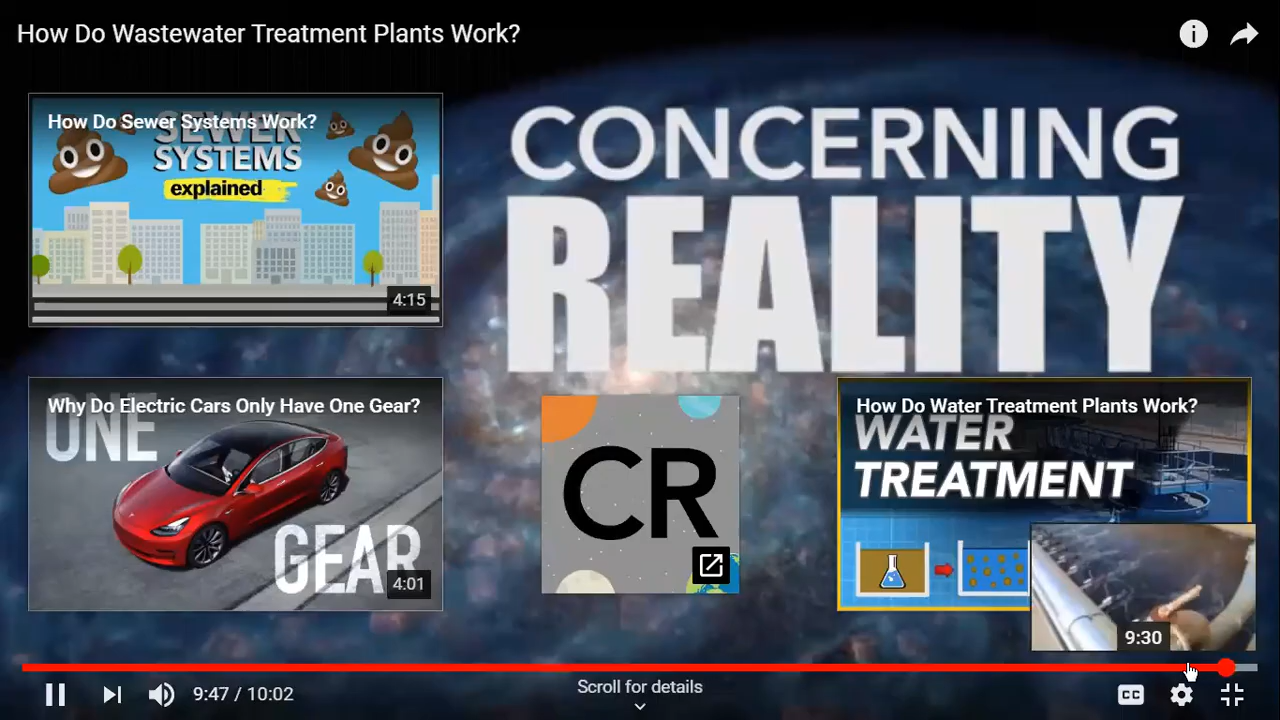 How Do Wastewater Treatment Plants Work?
How Do Sewer Systems Work?
SEWER
SYSTEMS
explained
4:15
CONCERNING
REALITY
Why Do Electric Cars Only Have One Gear?
ONE
GEAR
4:01
CR
How Do Water Treatment Plants Work?
WATER
TREATMENT
9:30
9:47 / 10:02
Scroll for details
CC